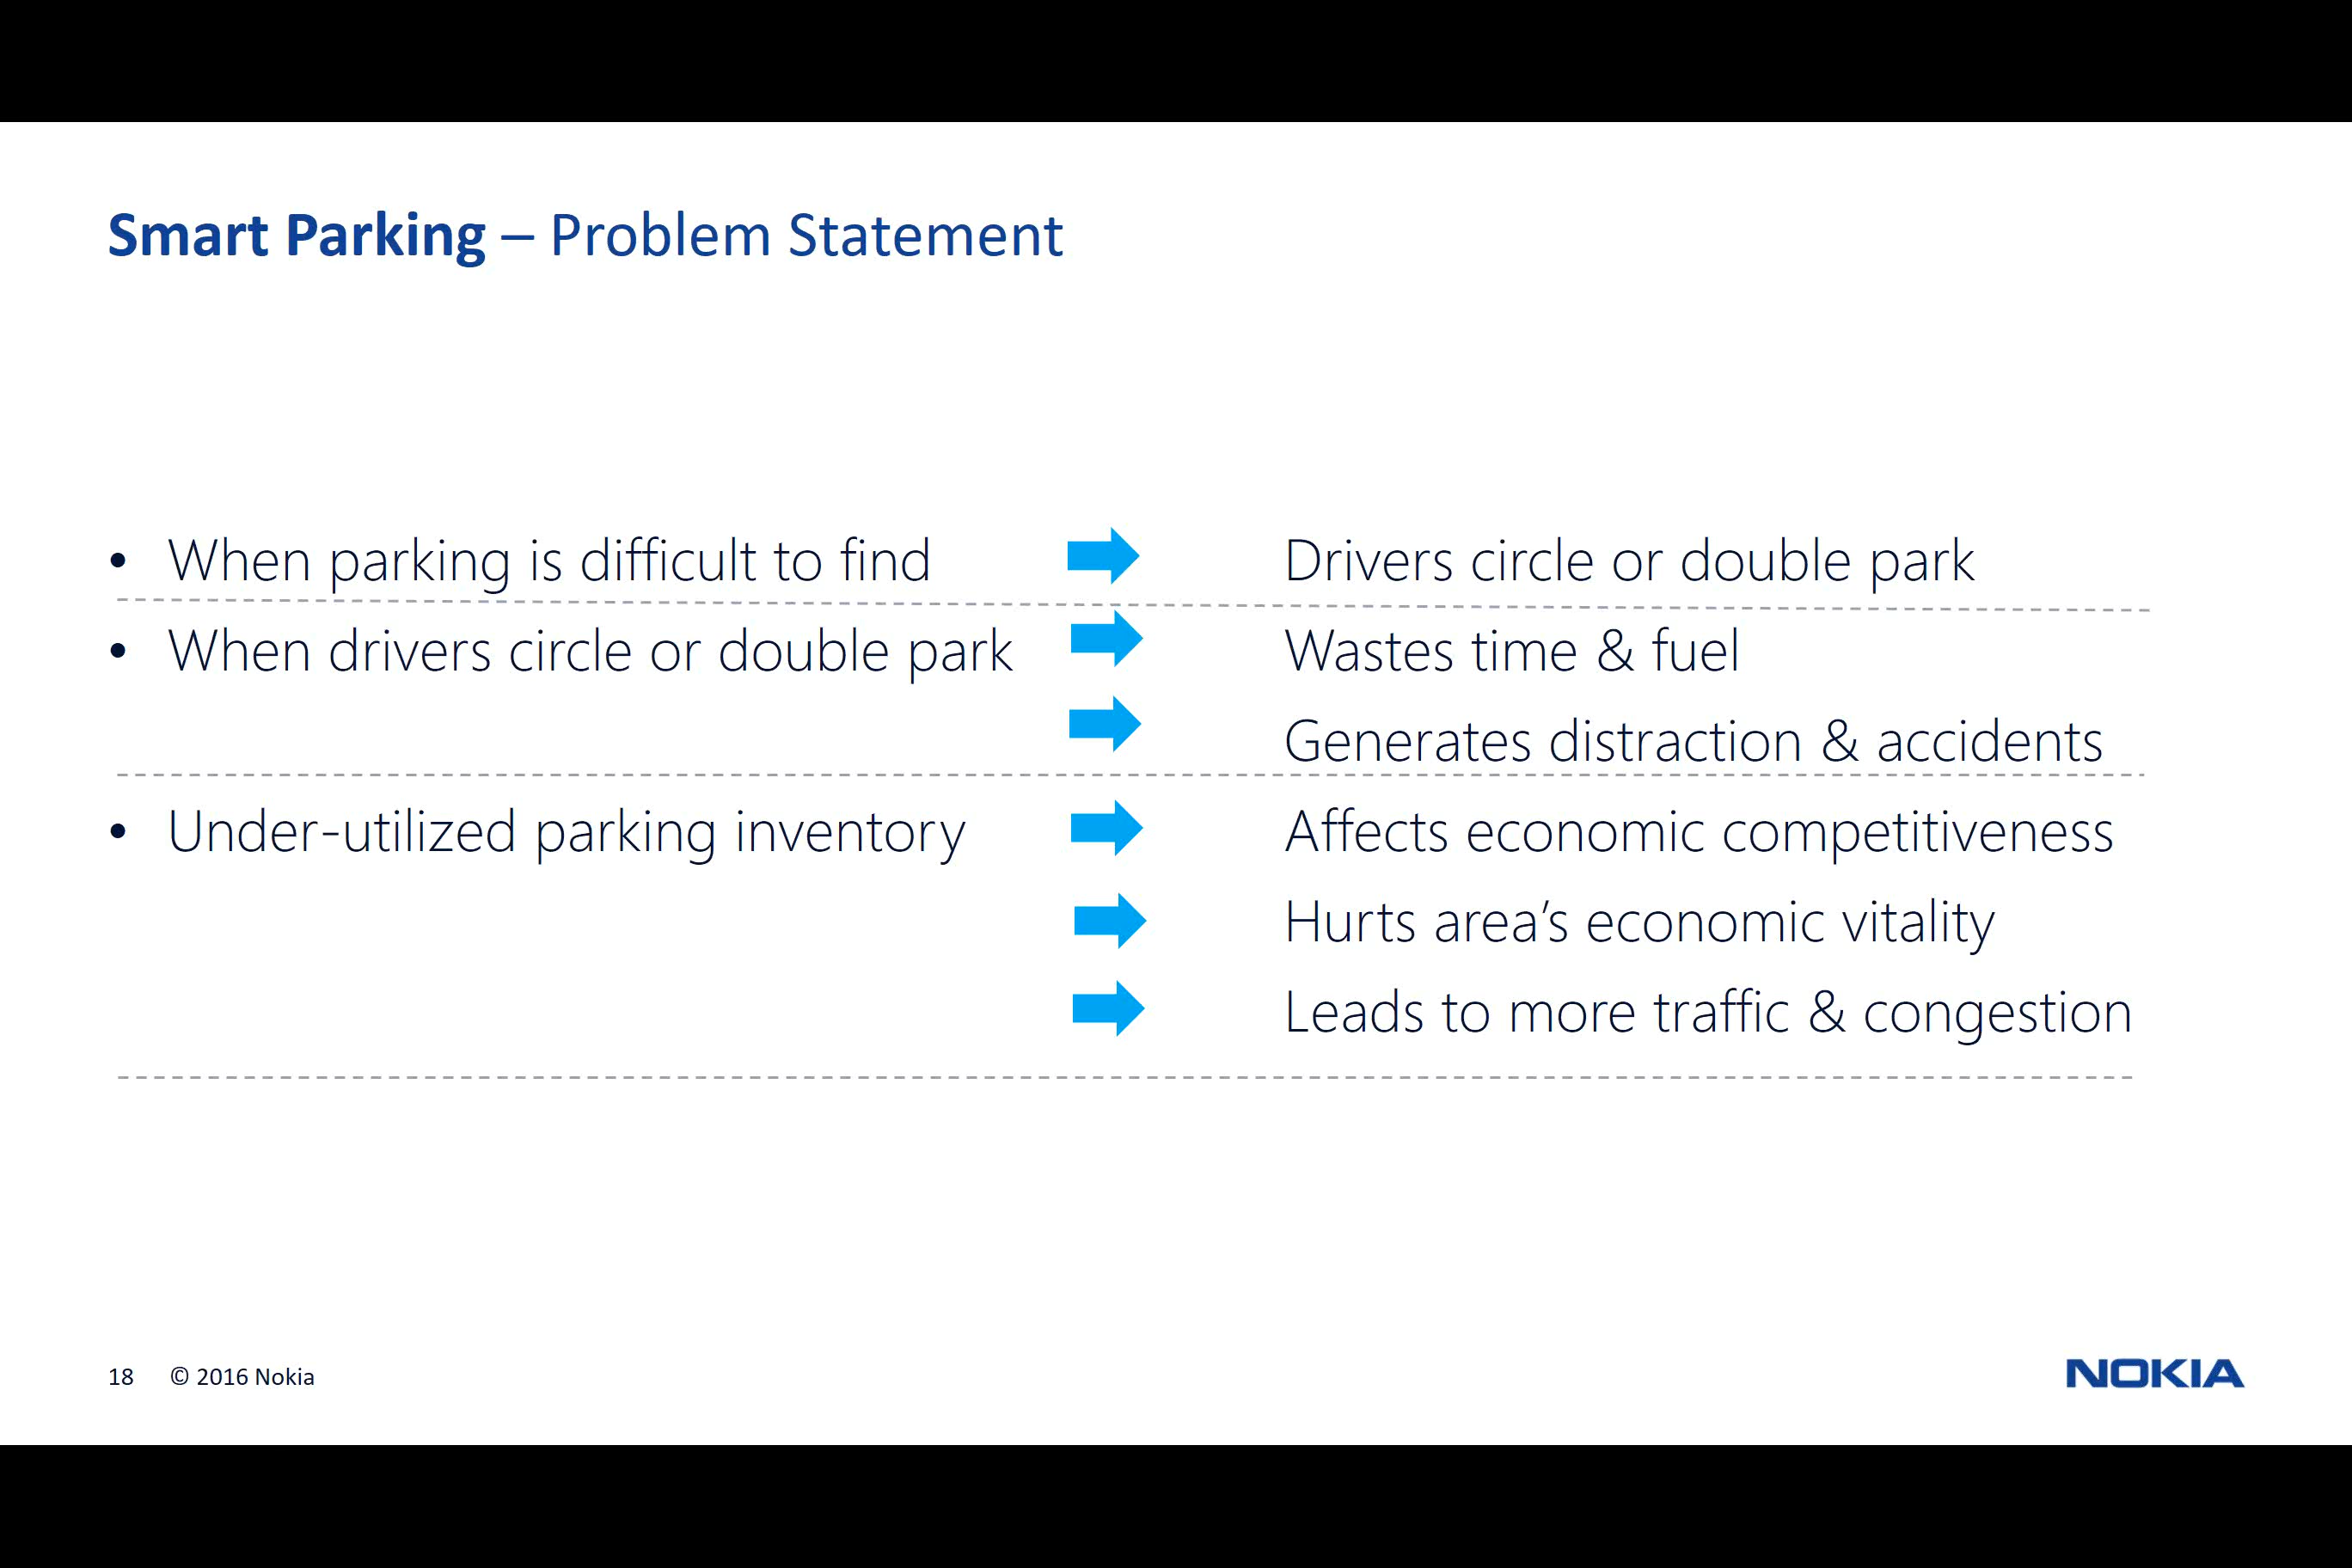 Smart Parking – Problem Statement
• When parking is difficult to find Drivers circle or double park
• When drivers circle or double park Wastes time & fuel
Generates distraction & accidents
• Under-utilized parking inventory Affects economic competitiveness
Hurts area’s economic vitality
Leads to more traffic & congestion
18 © 2016 Nokia NOKIA